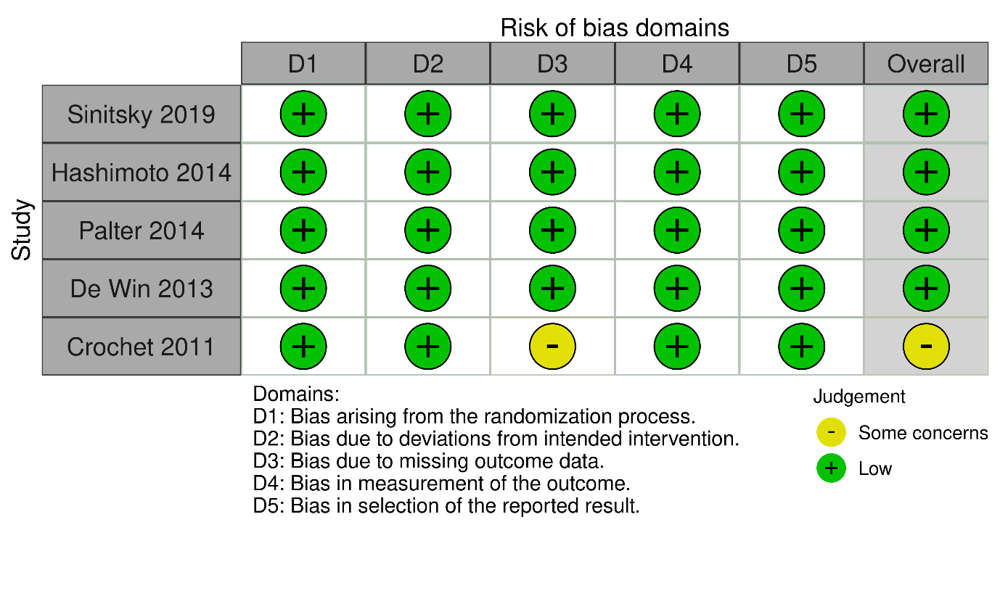 Risk of bias domains
D1 D2 D3 D4 D5 Overall
Study
Sinitsky 2019 + + + + + +
Hashimoto 2014 + + + + + +
Palter 2014 + + + + + +
De Win 2013 + + + + + +
Crochet 2011 + + - + + -
Domains:
D1: Bias arising from the randomization process.
D2: Bias due to deviations from intended intervention.
D3: Bias due to missing outcome data.
D4: Bias in measurement of the outcome.
D5: Bias in selection of the reported result.
Judgement
- Some concerns
+ Low